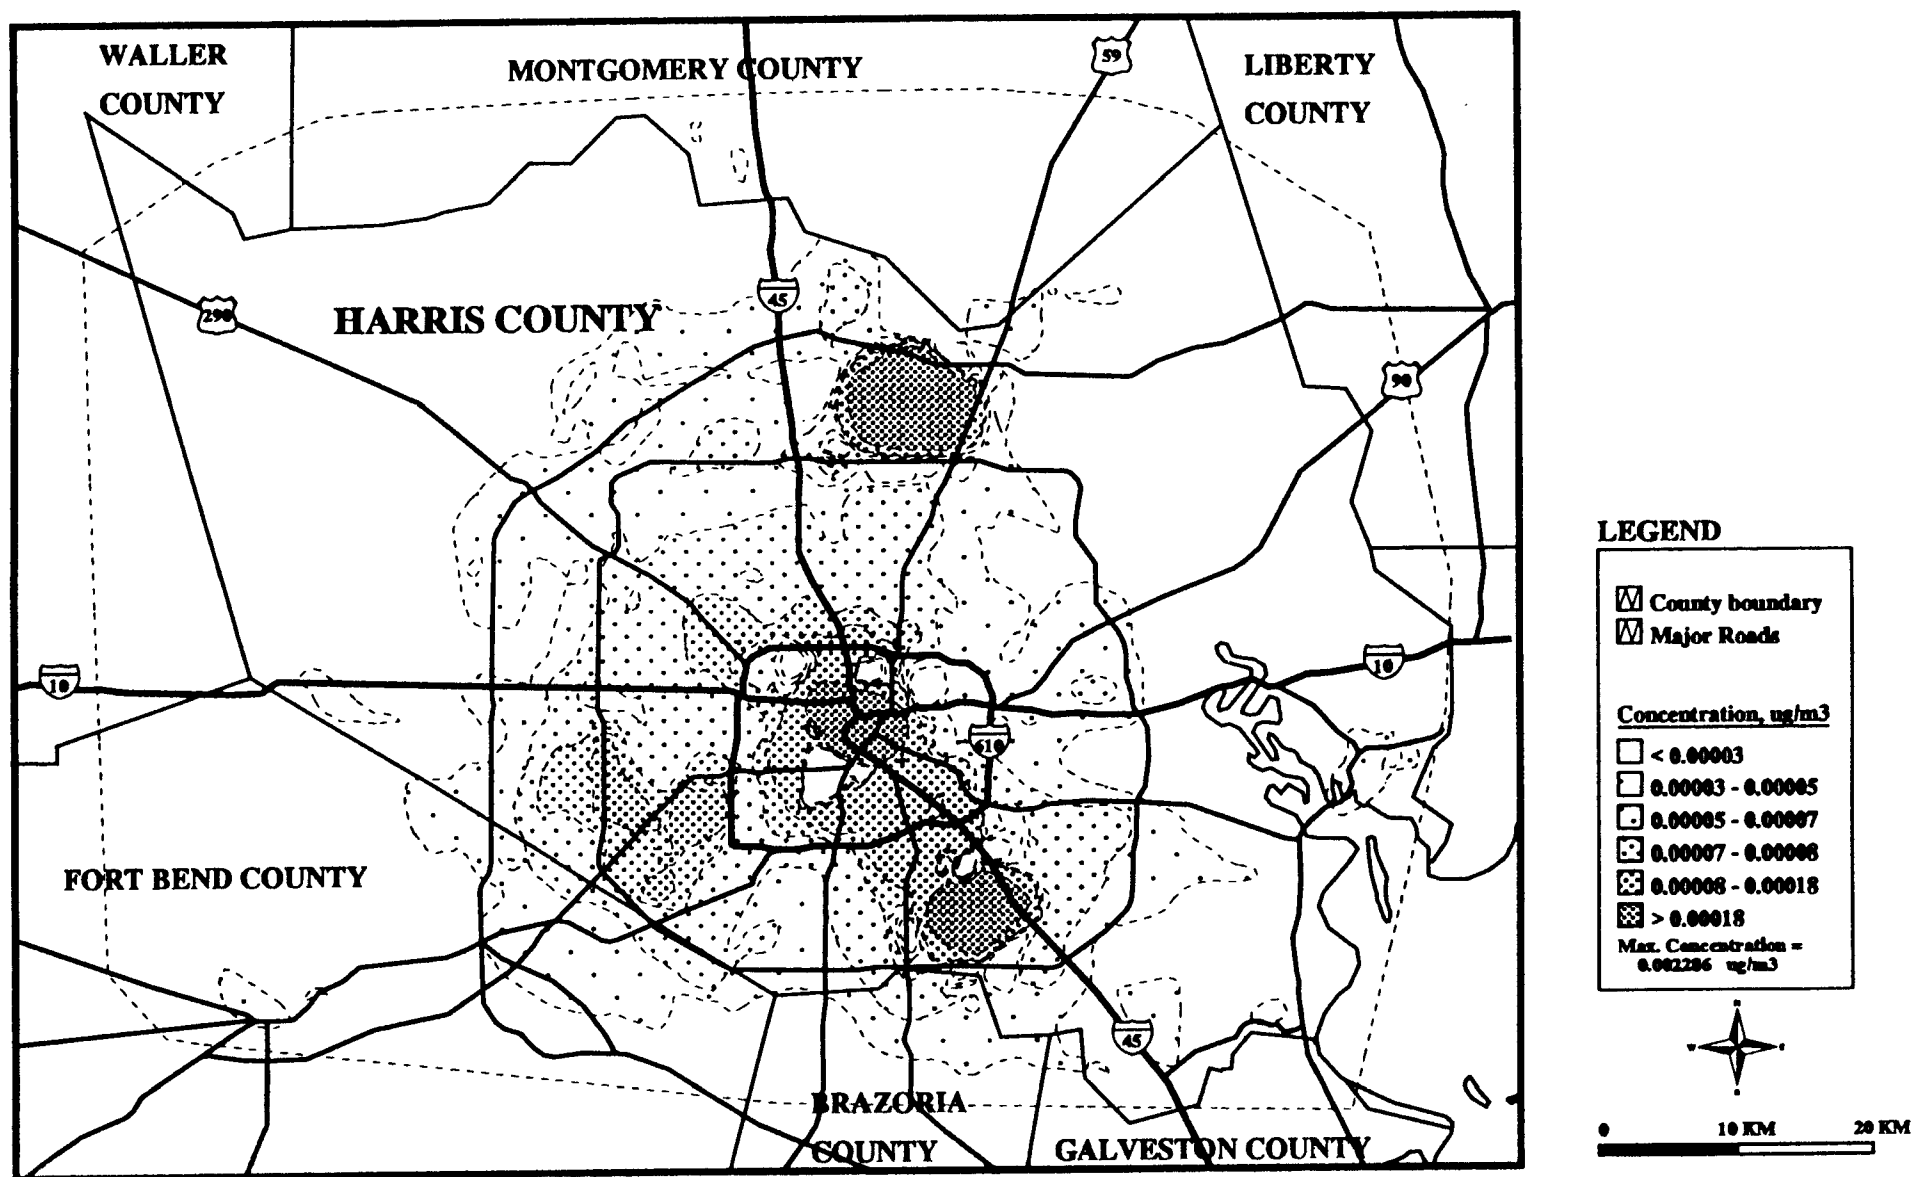 WALLER
COUNTY
MONTGOMERY COUNTY
59
LIBERTY
COUNTY
45
290
HARRIS COUNTY
90
LEGEND
County boundary
Major Roads
10
10
Concentration, ug/m3
610
< 0.00003
0.00003 - 0.00005
0.00005 - 0.00007
0.00007 - 0.00008
0.00008 - 0.00018
> 0.00018
Max. Concentration =
0.002286 ug/m3
FORT BEND COUNTY
45
BRAZORIA
COUNTY
GALVESTON COUNTY
0 10 KM 20 KM